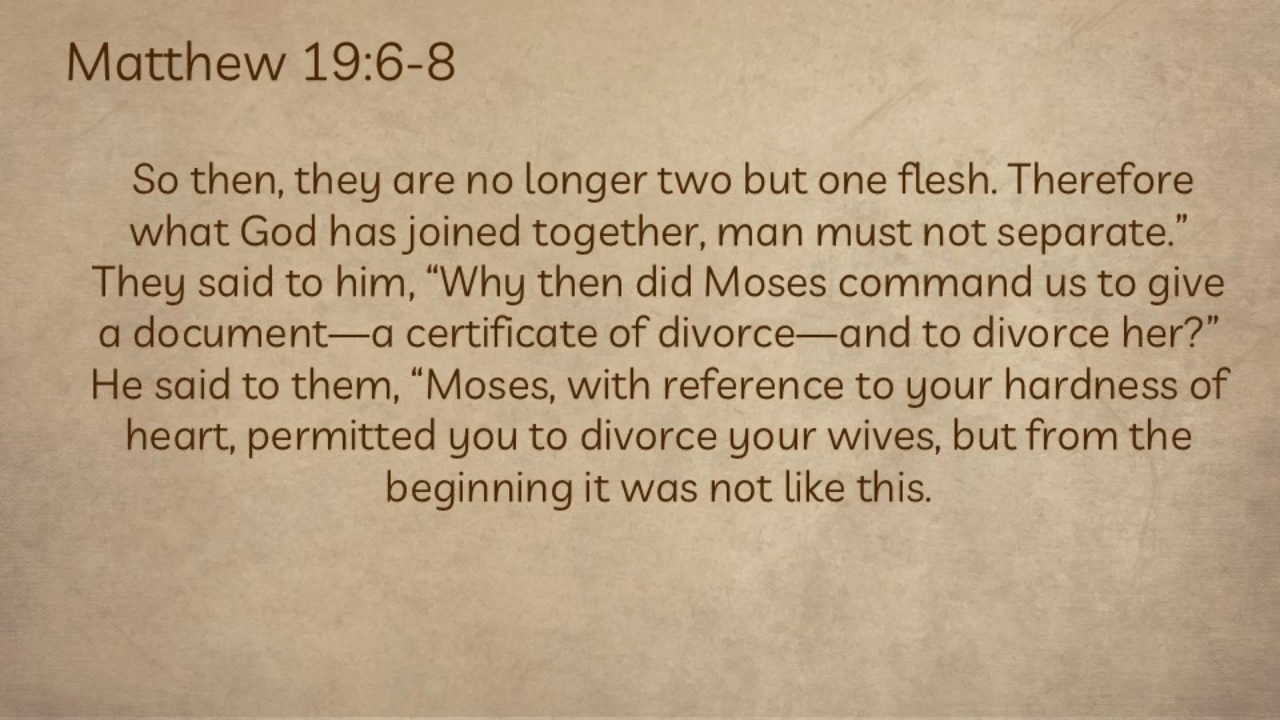 Matthew 19:6-8
So then, they are no longer two but one flesh. Therefore
what God has joined together, man must not separate.”
They said to him, “Why then did Moses command us to give
a document—a certificate of divorce—and to divorce her?”
He said to them, “Moses, with reference to your hardness of
heart, permitted you to divorce your wives, but from the
beginning it was not like this.